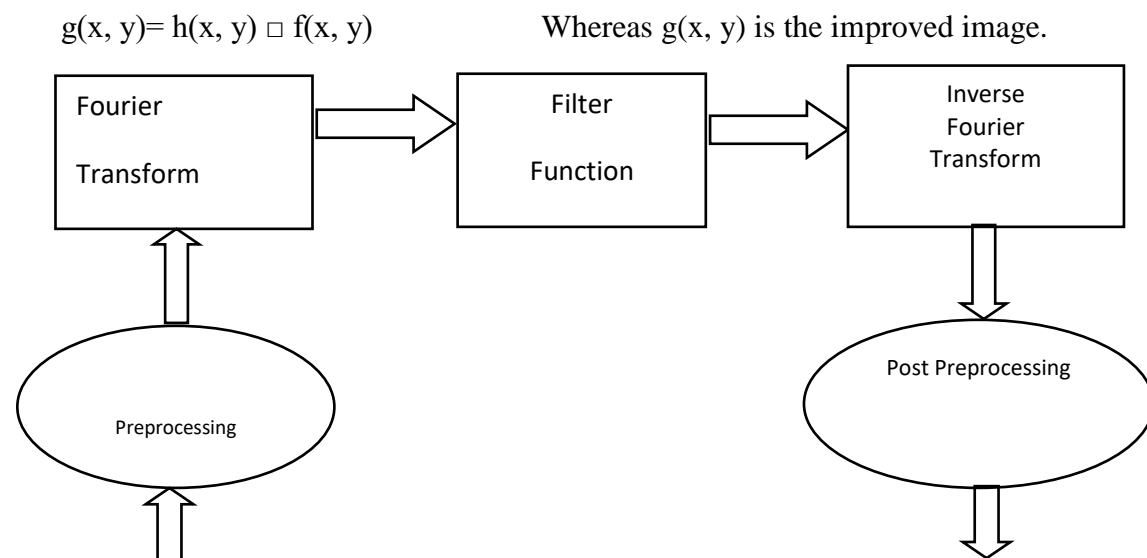 g(x, y)= h(x, y) □ f(x, y) Whereas g(x, y) is the improved image.
Fourier
Transform
Filter
Function
Inverse
Fourier
Transform
Preprocessing
Post Preprocessing